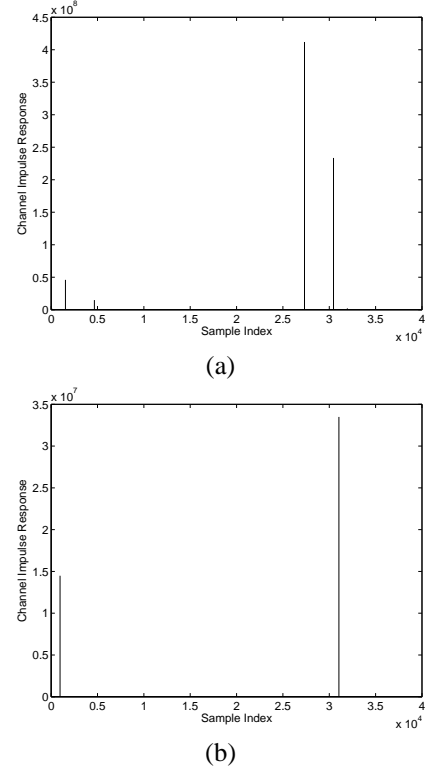 x 10^8
4.5
4
3.5
3
2.5
2
1.5
1
0.5
0
Channel Impulse Response
0 0.5 1 1.5 2 2.5 3 3.5 4
Sample Index
x 10^4
(a)
x 10^7
3.5
3
2.5
2
1.5
1
0.5
0
Channel Impulse Response
0 0.5 1 1.5 2 2.5 3 3.5 4
Sample Index
x 10^4
(b)